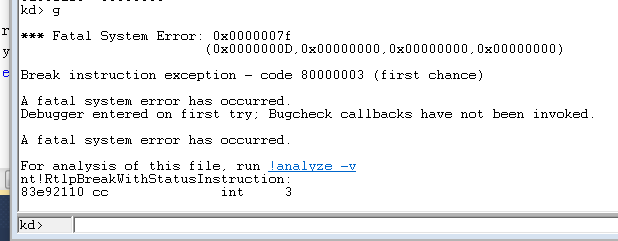 kd> g
*** Fatal System Error: 0x0000007f
(0x0000000D,0x00000000,0x00000000,0x00000000)
Break instruction exception - code 80000003 (first chance)
A fatal system error has occurred.
Debugger entered on first try; Bugcheck callbacks have not been invoked.
A fatal system error has occurred.
For analysis of this file, run !analyze -v
nt!RtlpBreakWithStatusInstruction:
83e92110 cc int 3
kd>